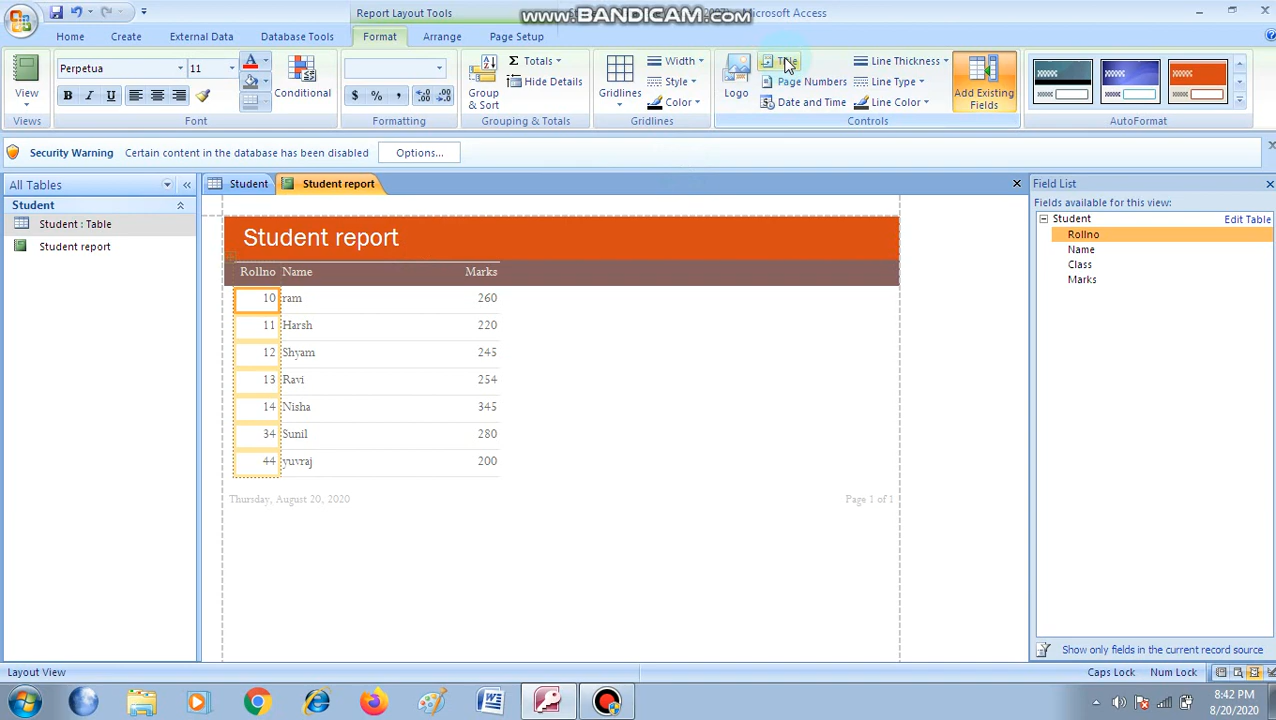 Report Layout Tools
www.BANDICAM.com
Microsoft Access
Home
Create
External Data
Database Tools
Format
Arrange
Page Setup
View
Views
Perpetua
11
B I U
Font
Conditional
$ % ,
Formatting
Group & Sort
Σ Totals
Hide Details
Grouping & Totals
Gridlines
Width
Style
Color
Gridlines
Logo
Page Numbers
Date and Time
Line Thickness
Line Type
Line Color
Add Existing Fields
Controls
AutoFormat
Security Warning
Certain content in the database has been disabled
Options...
All Tables
Student
Student : Table
Student report
Student
Student report
Student report
Rollno Name Marks
10 ram 260
11 Harsh 220
12 Shyam 245
13 Ravi 254
14 Nisha 345
34 Sunil 280
44 yuvraj 200
Thursday, August 20, 2020
Page 1 of 1
Field List
Fields available for this view:
Student
Edit Table
Rollno
Name
Class
Marks
Show only fields in the current record source
Layout View
Caps Lock
Num Lock
8:42 PM
8/20/2020